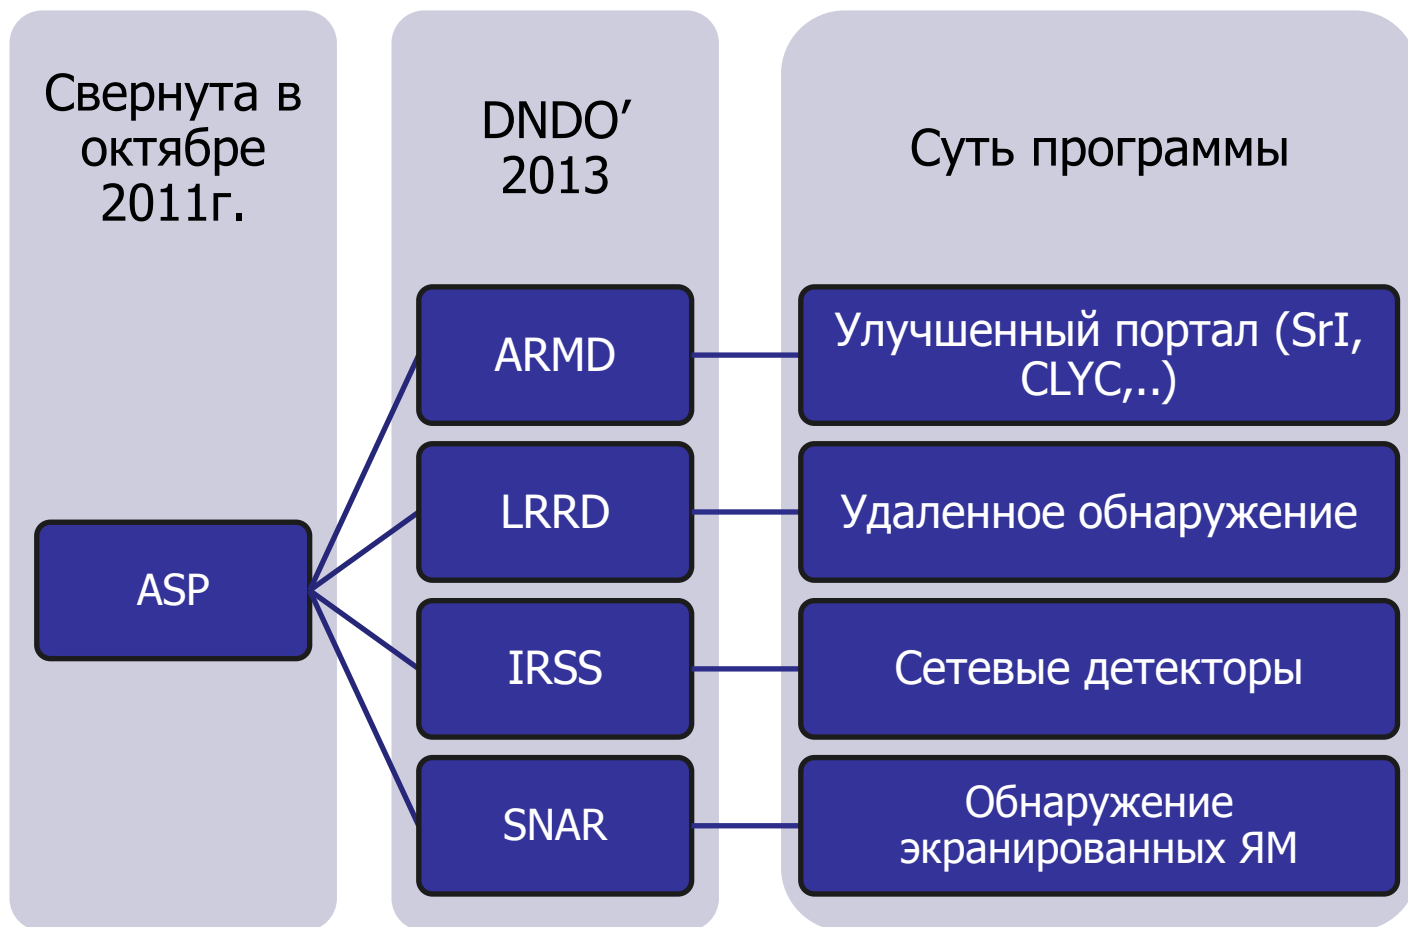 Свернута в
октябре
2011г.
DNDO’
2013
Суть программы
ASP
ARMD
Улучшенный портал (SrI,
CLYC,..)
LRRD
Удаленное обнаружение
IRSS
Сетевые детекторы
SNAR
Обнаружение
экранированных ЯМ